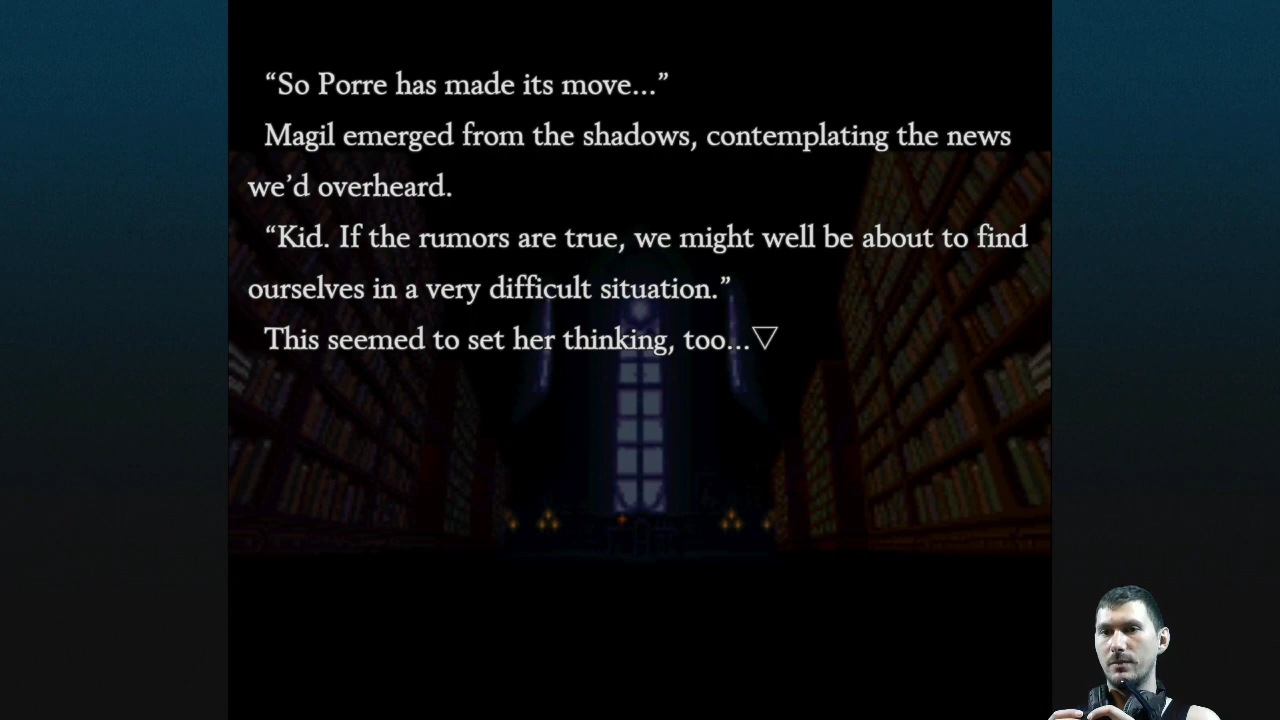 “So Porre has made its move...”
Magil emerged from the shadows, contemplating the news
we’d overheard.
“Kid. If the rumors are true, we might well be about to find
ourselves in a very difficult situation.”
This seemed to set her thinking, too...▽